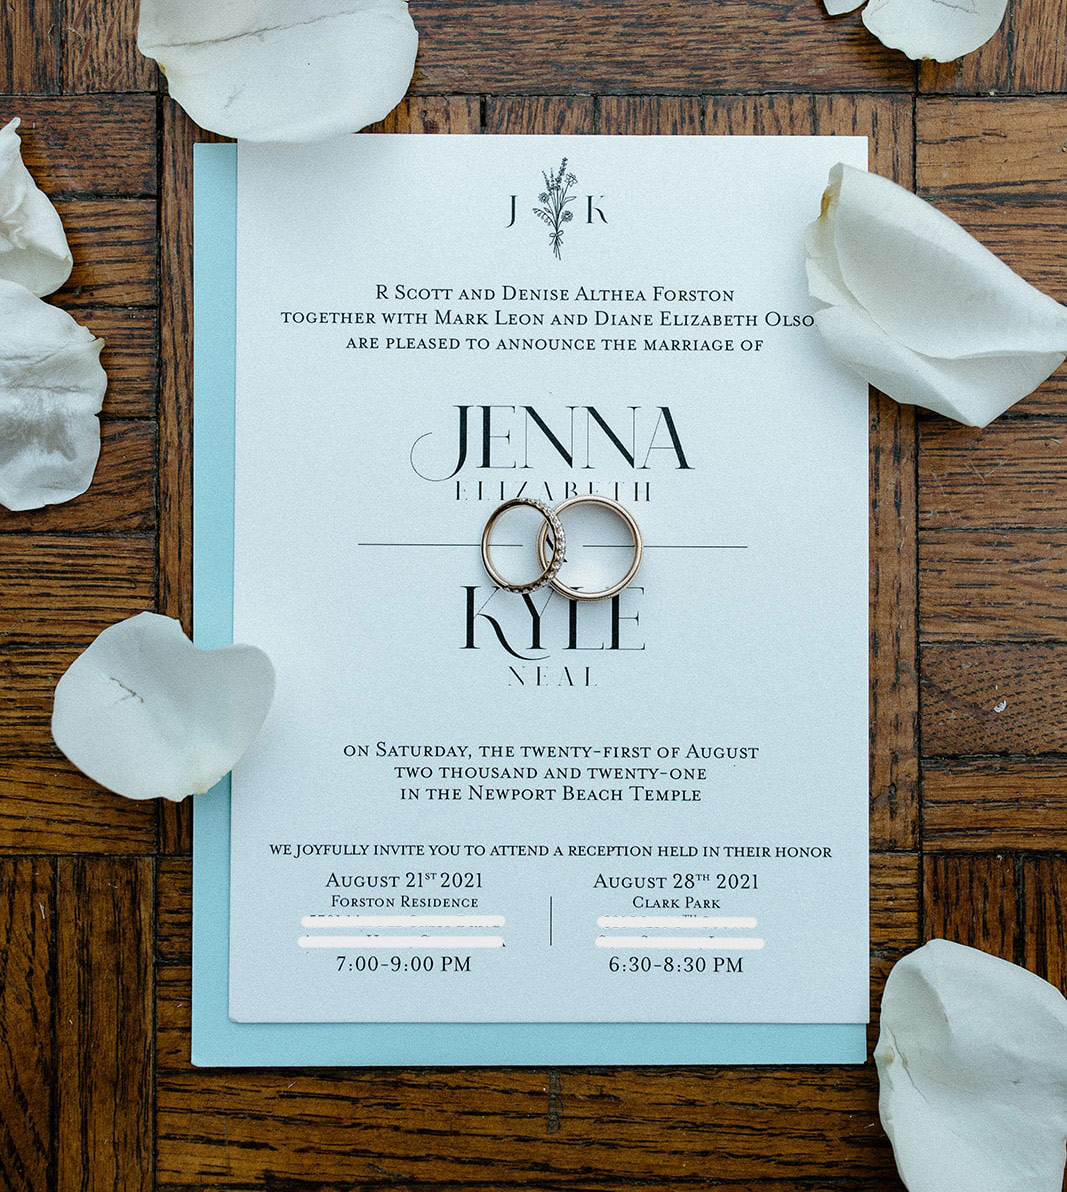 J K
R Scott and Denise Althea Forston
together with Mark Leon and Diane Elizabeth Olso
are pleased to announce the marriage of
JENNA
ELIZABETH
KYLE
NEAL
on Saturday, the twenty-first of August
two thousand and twenty-one
in the Newport Beach Temple
we joyfully invite you to attend a reception held in their honor
August 21ST 2021
Forston Residence
7:00-9:00 PM
August 28TH 2021
Clark Park
6:30-8:30 PM